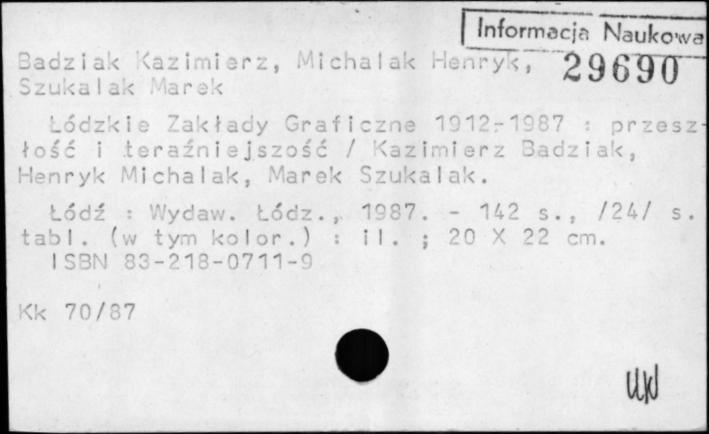 Informacja Naukowa
Badziak Kazimierz, Michalak Henryk, 29690
Szukalak Marek
Łódzkie Zakłady Graficzne 1912-1987 : przesz-
łość i teraźniejszość / Kazimierz Badziak,
Henryk Michalak, Marek Szukalak.
Łódź : Wydaw. Łódz., 1987. - 142 s., /24/ s.
tabl. (w tym kolor.) : il. ; 20 X 22 cm.
ISBN 83-218-0711-9
Kk 70/87